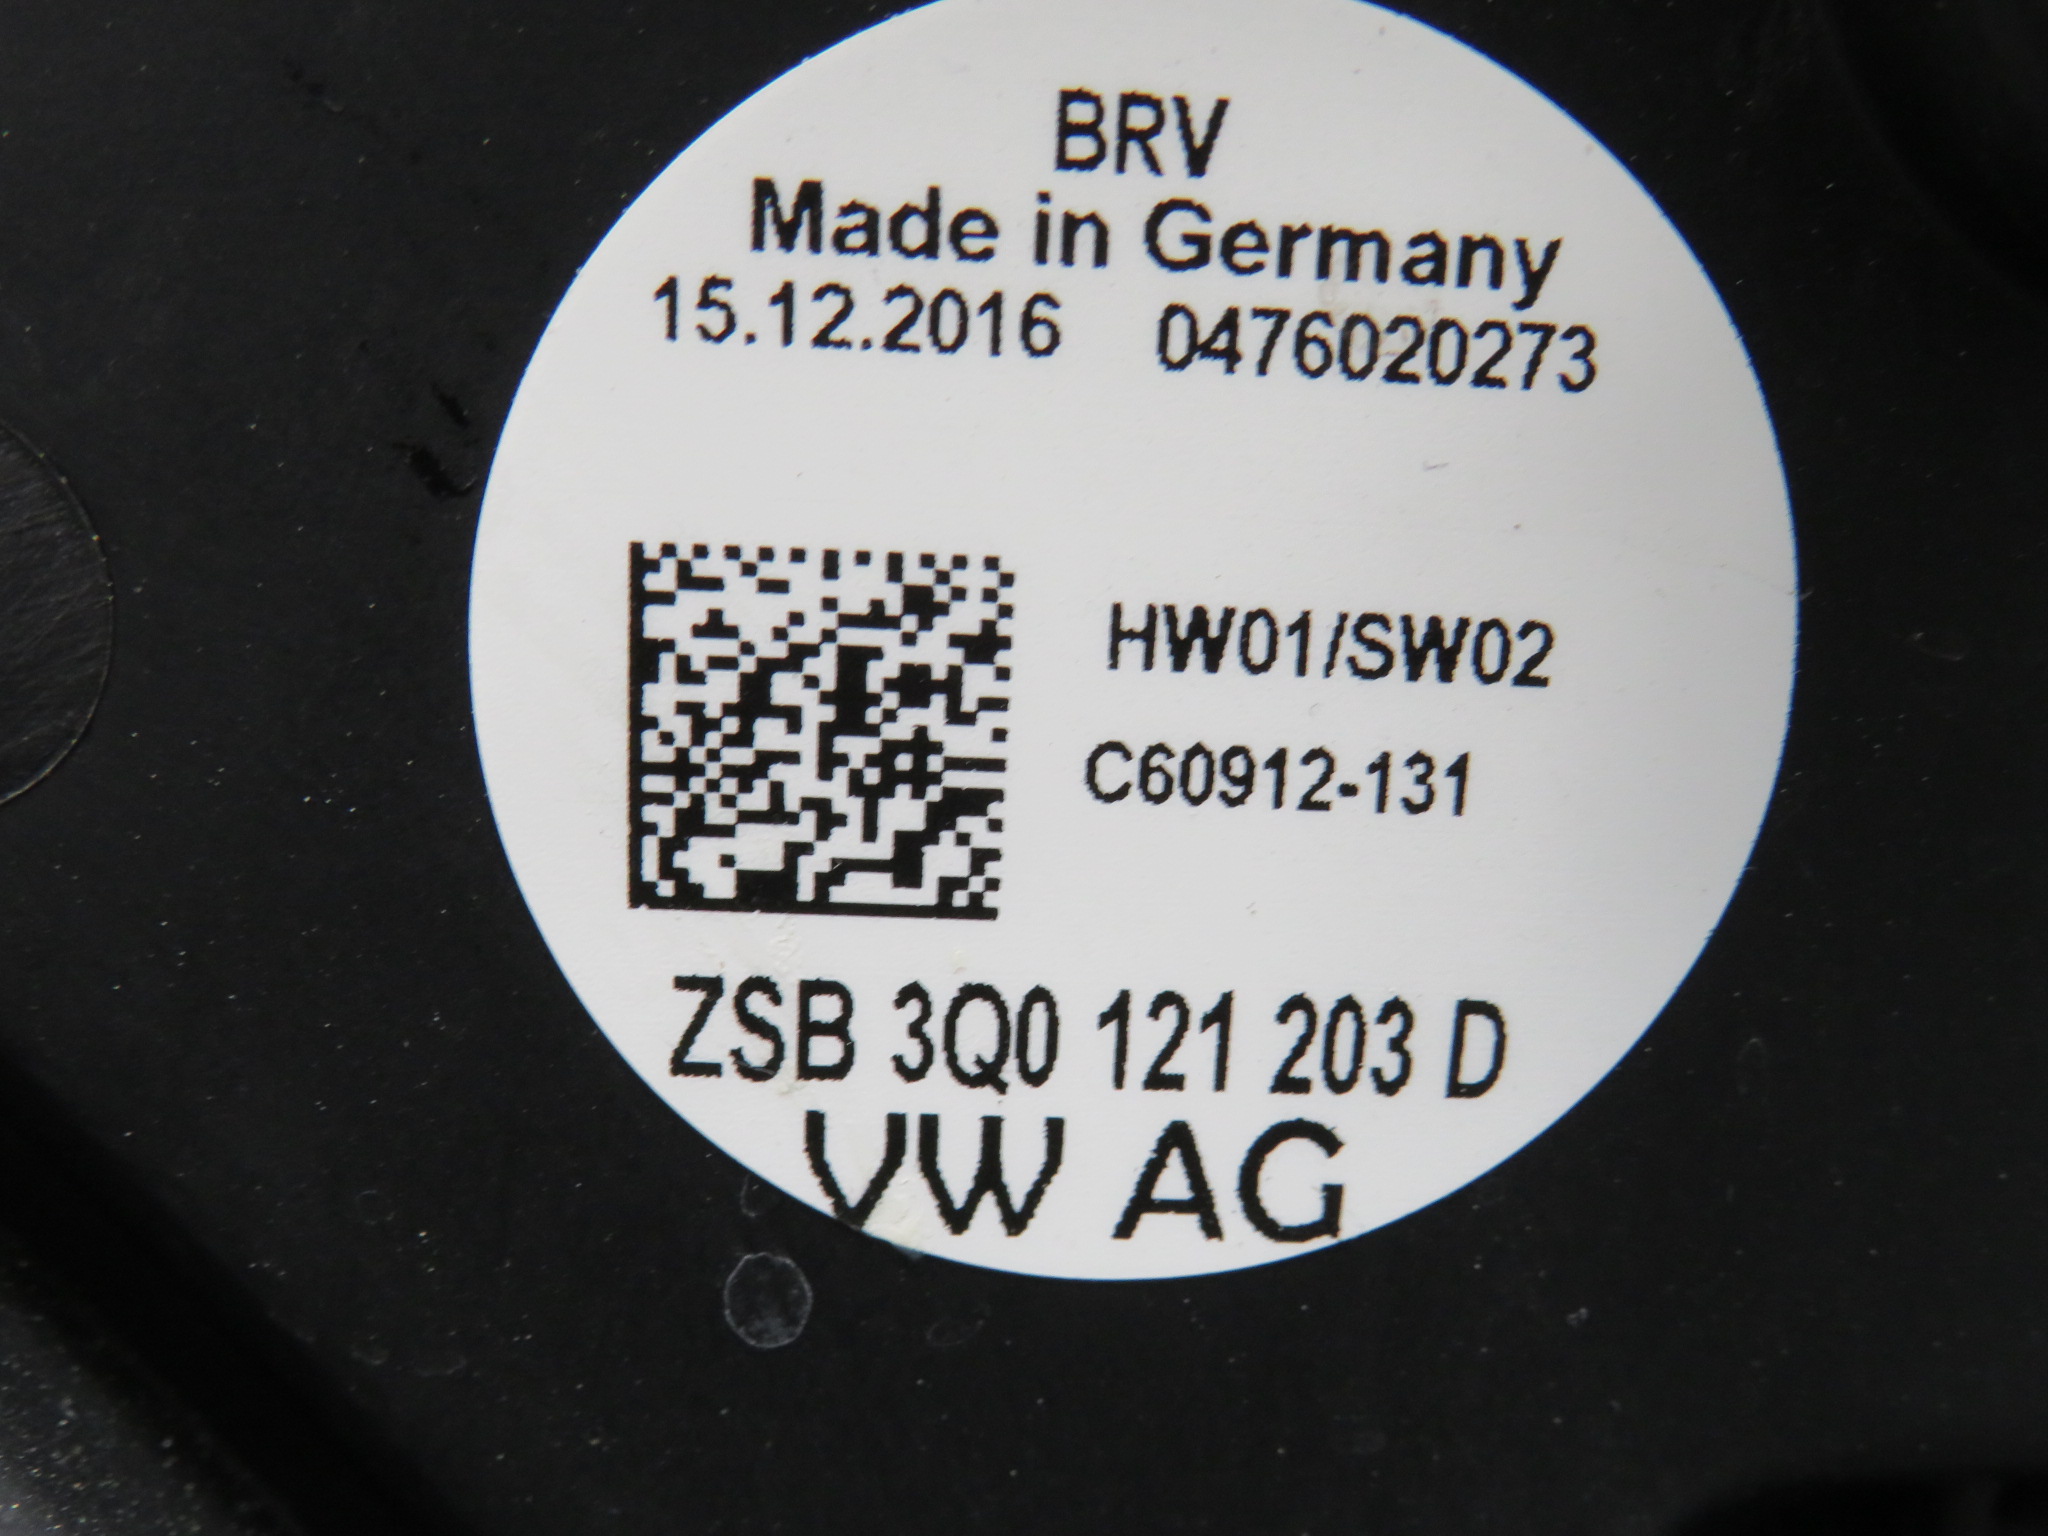 BRV
Made in Germany
15.12.2016 0476020273
HW01/SW02
C60912-131
ZSB 3Q0 121 203 D
VW AG